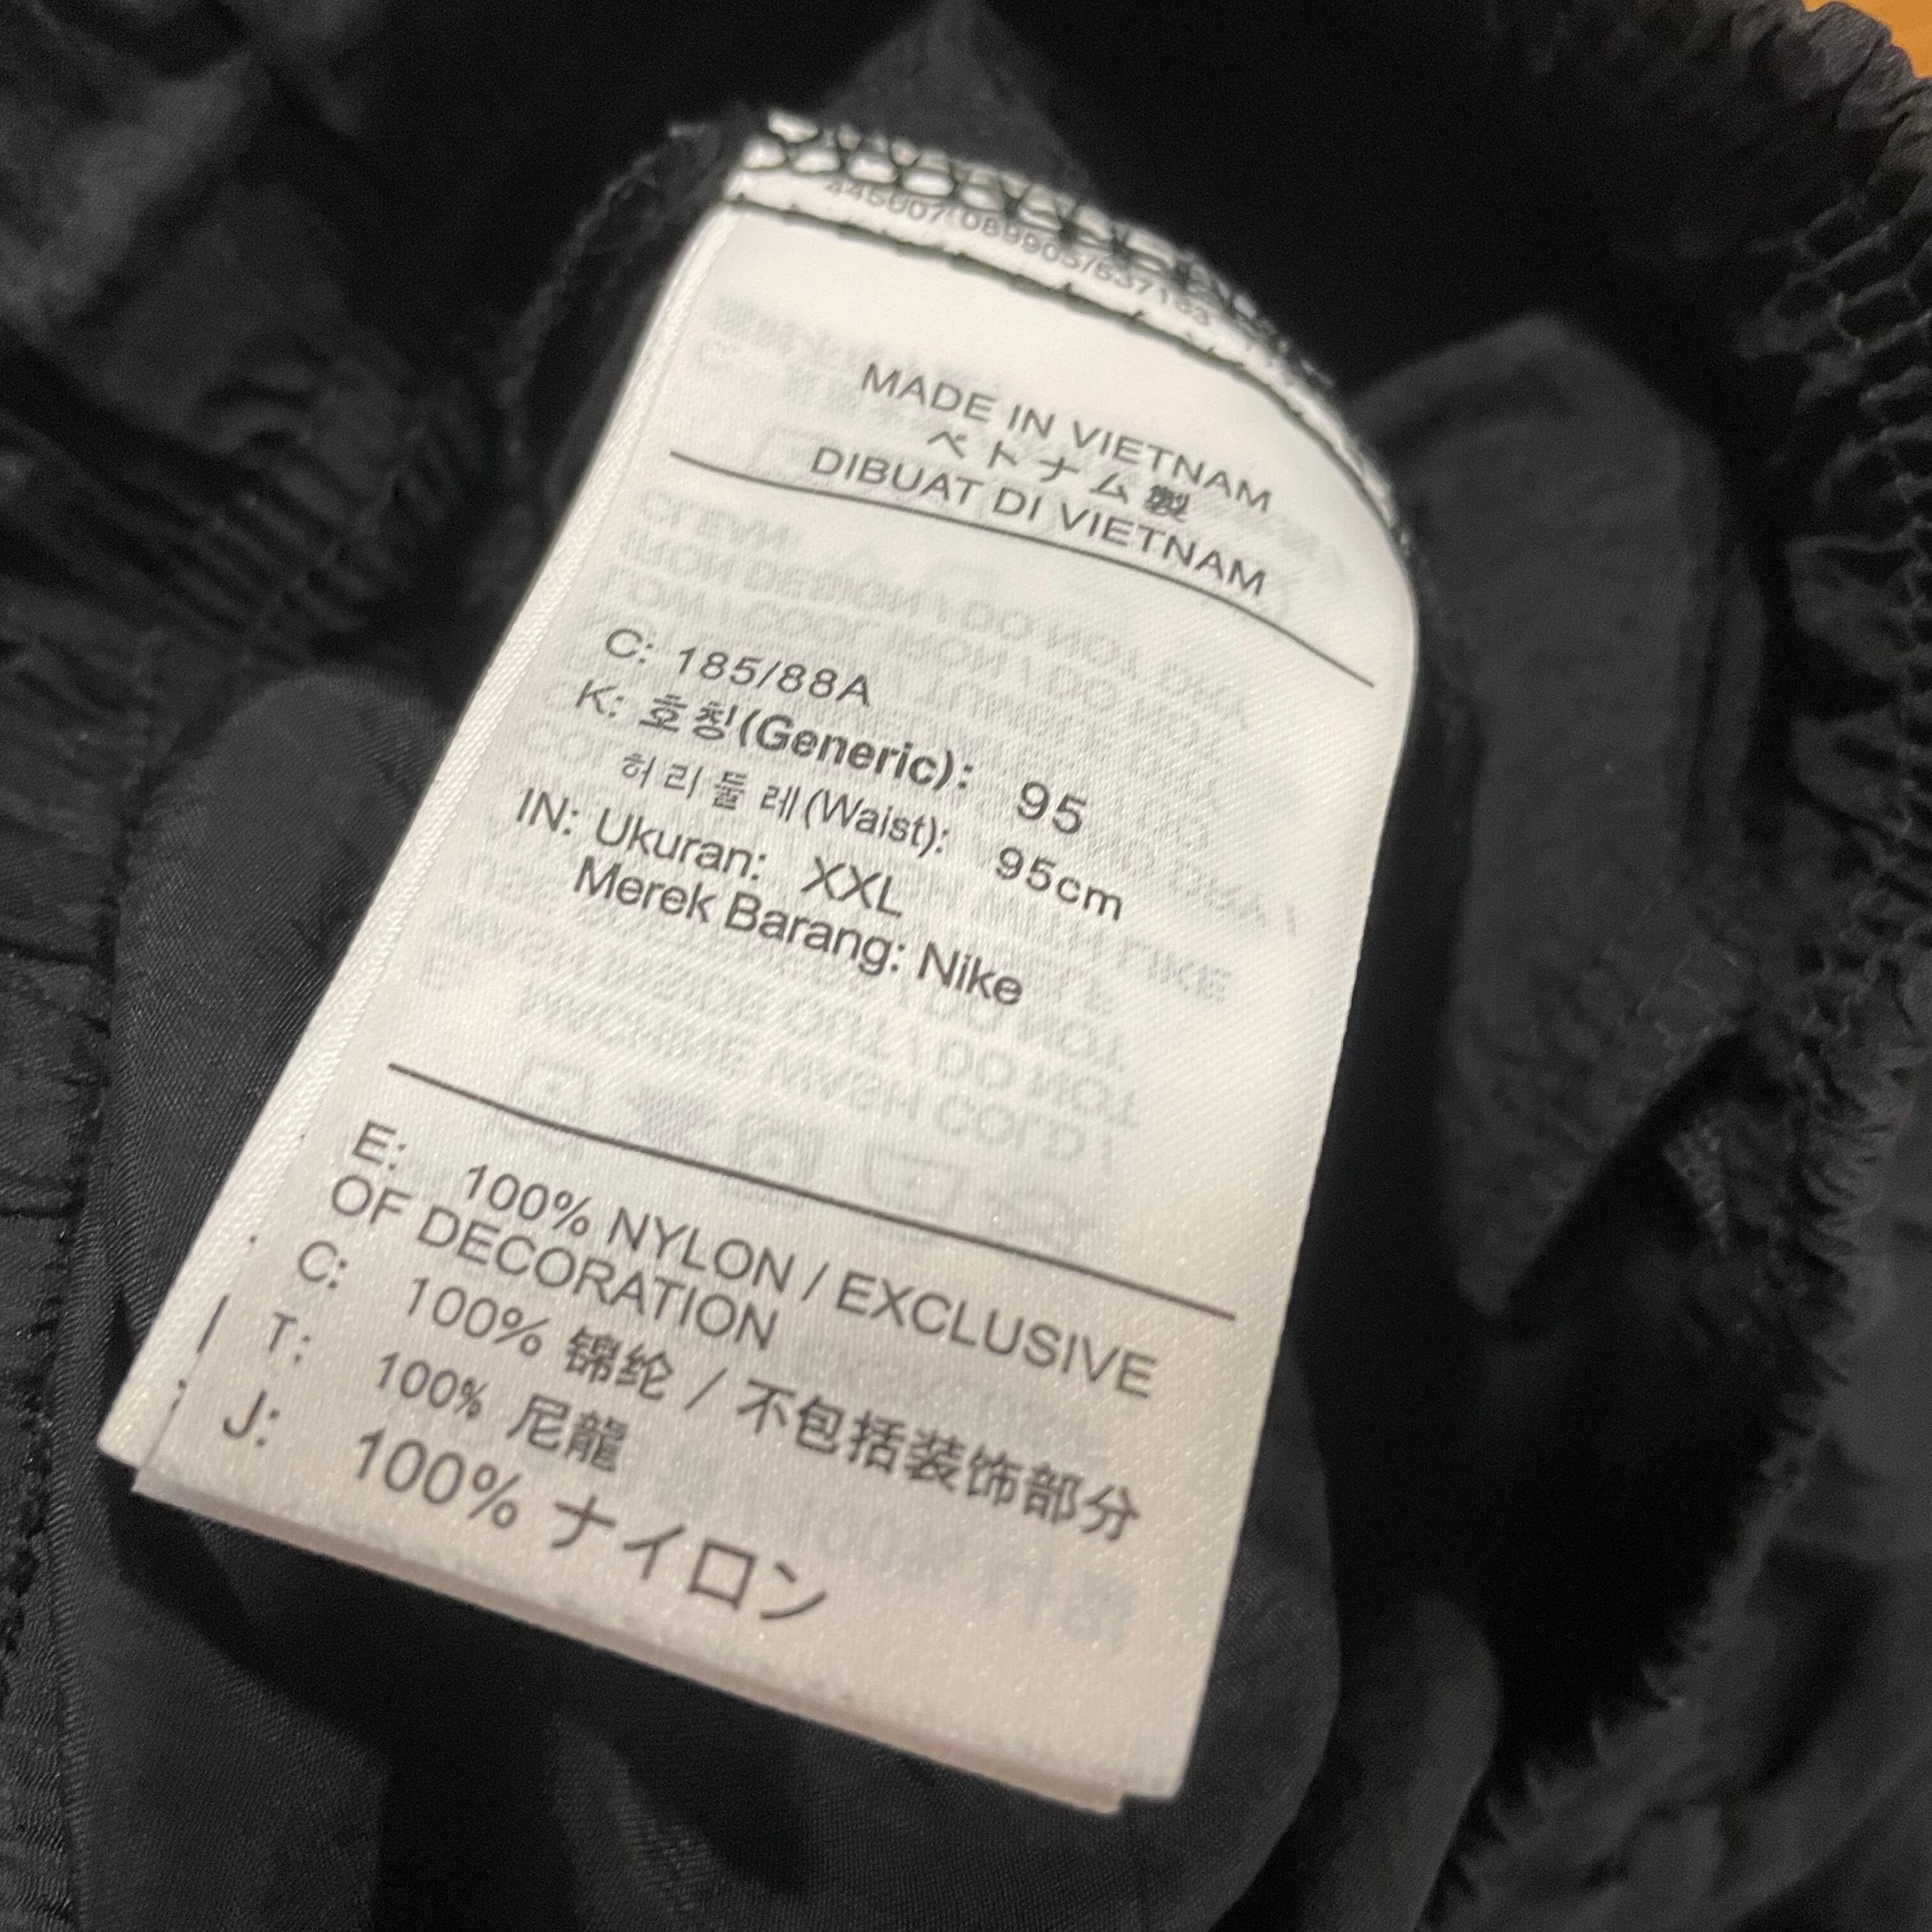 MADE IN VIETNAM
ベトナム製
DIBUAT DI VIETNAM
C: 185/88A
K: 호칭(Generic): 95
허리둘레(Waist): 95cm
IN: Ukuran: XXL
Merek Barang: Nike
E: 100% NYLON / EXCLUSIVE
OF DECORATION
C: 100% 锦纶 / 不包括装饰部分
T: 100% 尼龍
J: 100% ナイロン